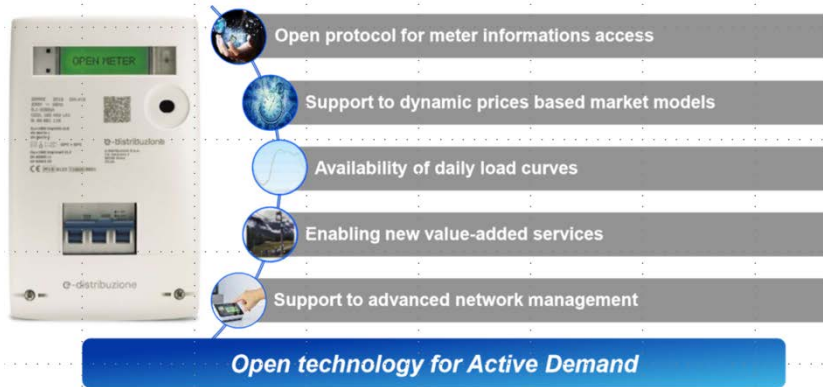 OPEN METER
e-distribuzione
e-distribuzione
Open protocol for meter informations access
Support to dynamic prices based market models
Availability of daily load curves
Enabling new value-added services
Support to advanced network management
Open technology for Active Demand